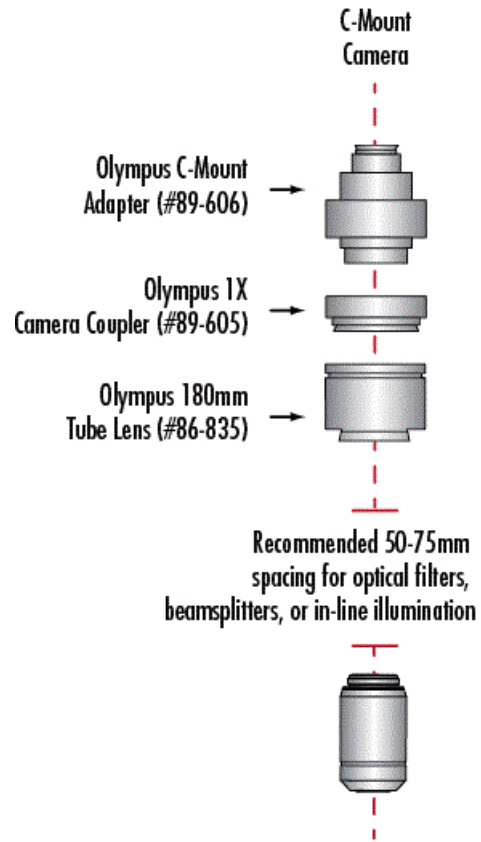 C-Mount
Camera
Olympus C-Mount
Adapter (#89-606)
Olympus 1X
Camera Coupler (#89-605)
Olympus 180mm
Tube Lens (#86-835)
Recommended 50-75mm
spacing for optical filters,
beamsplitters, or in-line illumination